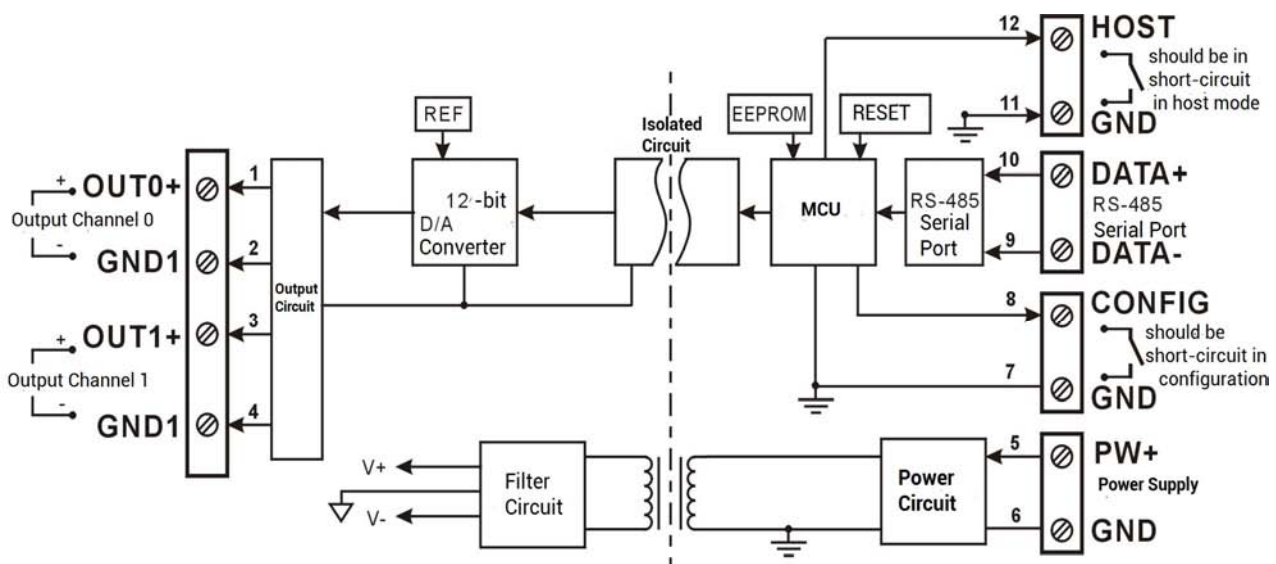 12
HOST
should be in
short-circuit
in host mode
11
GND
REF
Isolated
Circuit
EEPROM
RESET
1
+
OUT0+
Output Channel 0
-
2
GND1
12-bit
D/A
Converter
MCU
RS-485
Serial
Port
10
DATA+
RS-485
Serial Port
9
DATA-
Output
Circuit
3
+
OUT1+
Output Channel 1
-
4
GND1
8
CONFIG
should be
short-circuit in
configuration
7
GND
V+
V-
Filter
Circuit
Power
Circuit
5
PW+
Power Supply
6
GND